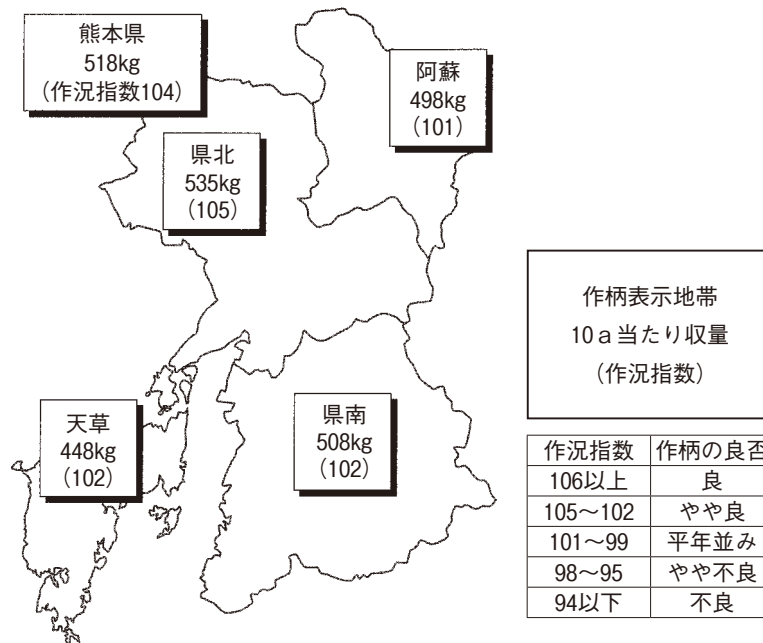 熊本県
518kg
(作況指数104)
阿蘇
498kg
(101)
県北
535kg
(105)
天草
448kg
(102)
県南
508kg
(102)
作柄表示地帯
10a当たり収量
(作況指数)
作況指数 作柄の良否
106以上 良
105～102 やや良
101～99 平年並み
98～95 やや不良
94以下 不良